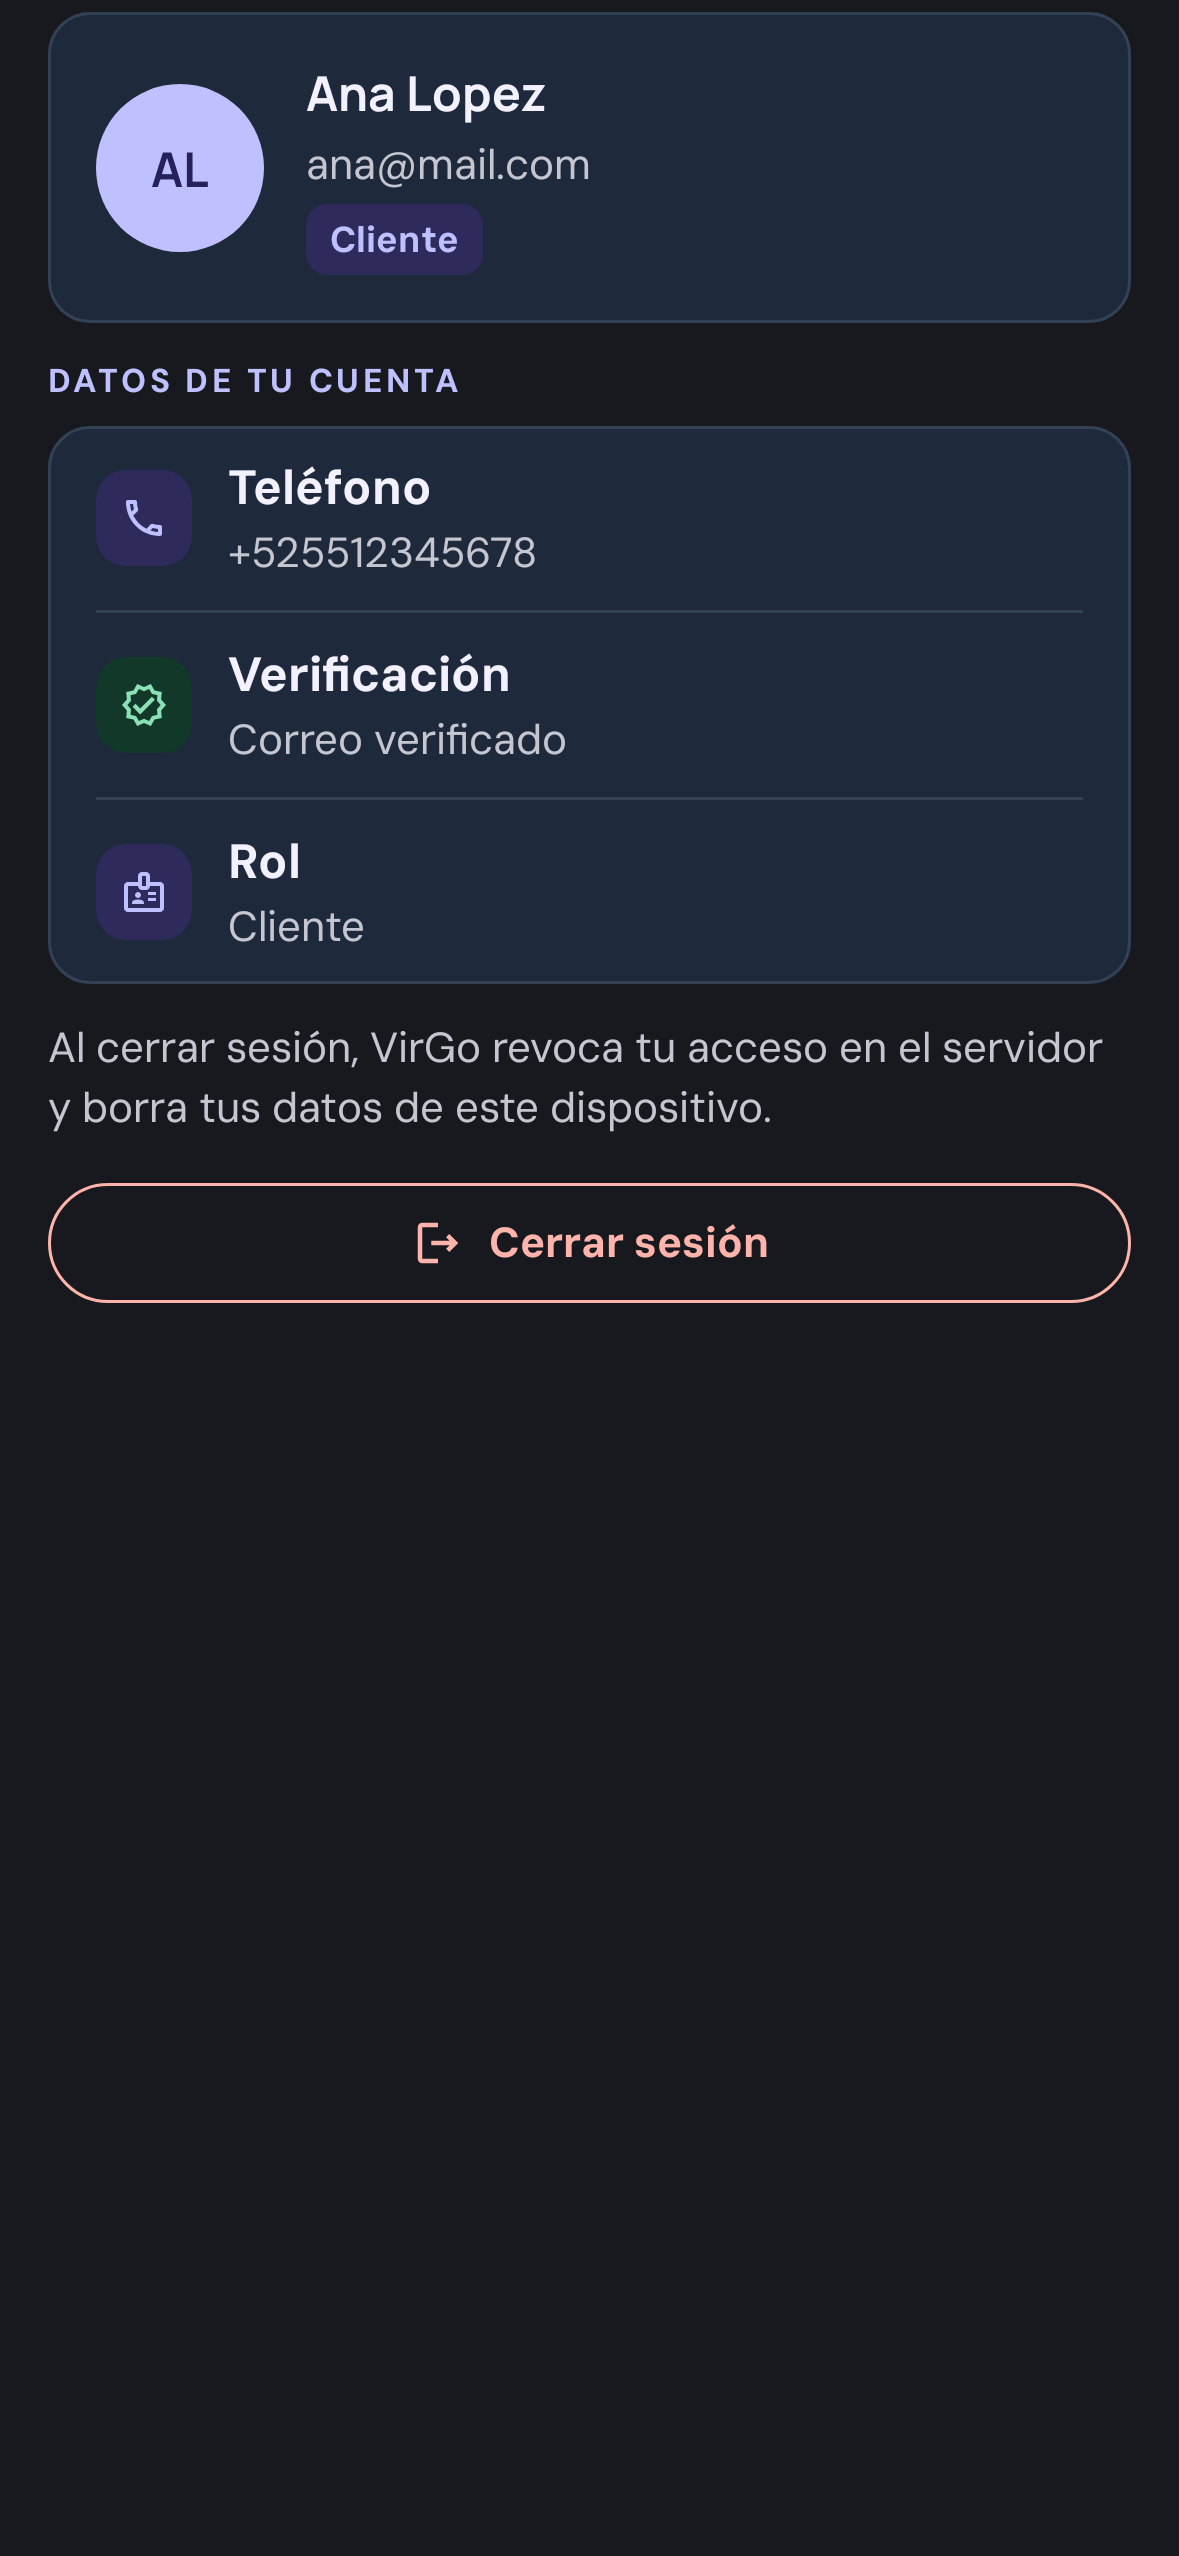 Ana Lopez
AL
ana@mail.com
Cliente
DATOS DE TU CUENTA
Teléfono
+525512345678
Verificación
Correo verificado
Rol
Cliente
Al cerrar sesión, VirGo revoca tu acceso en el servidor
y borra tus datos de este dispositivo.
Cerrar sesión